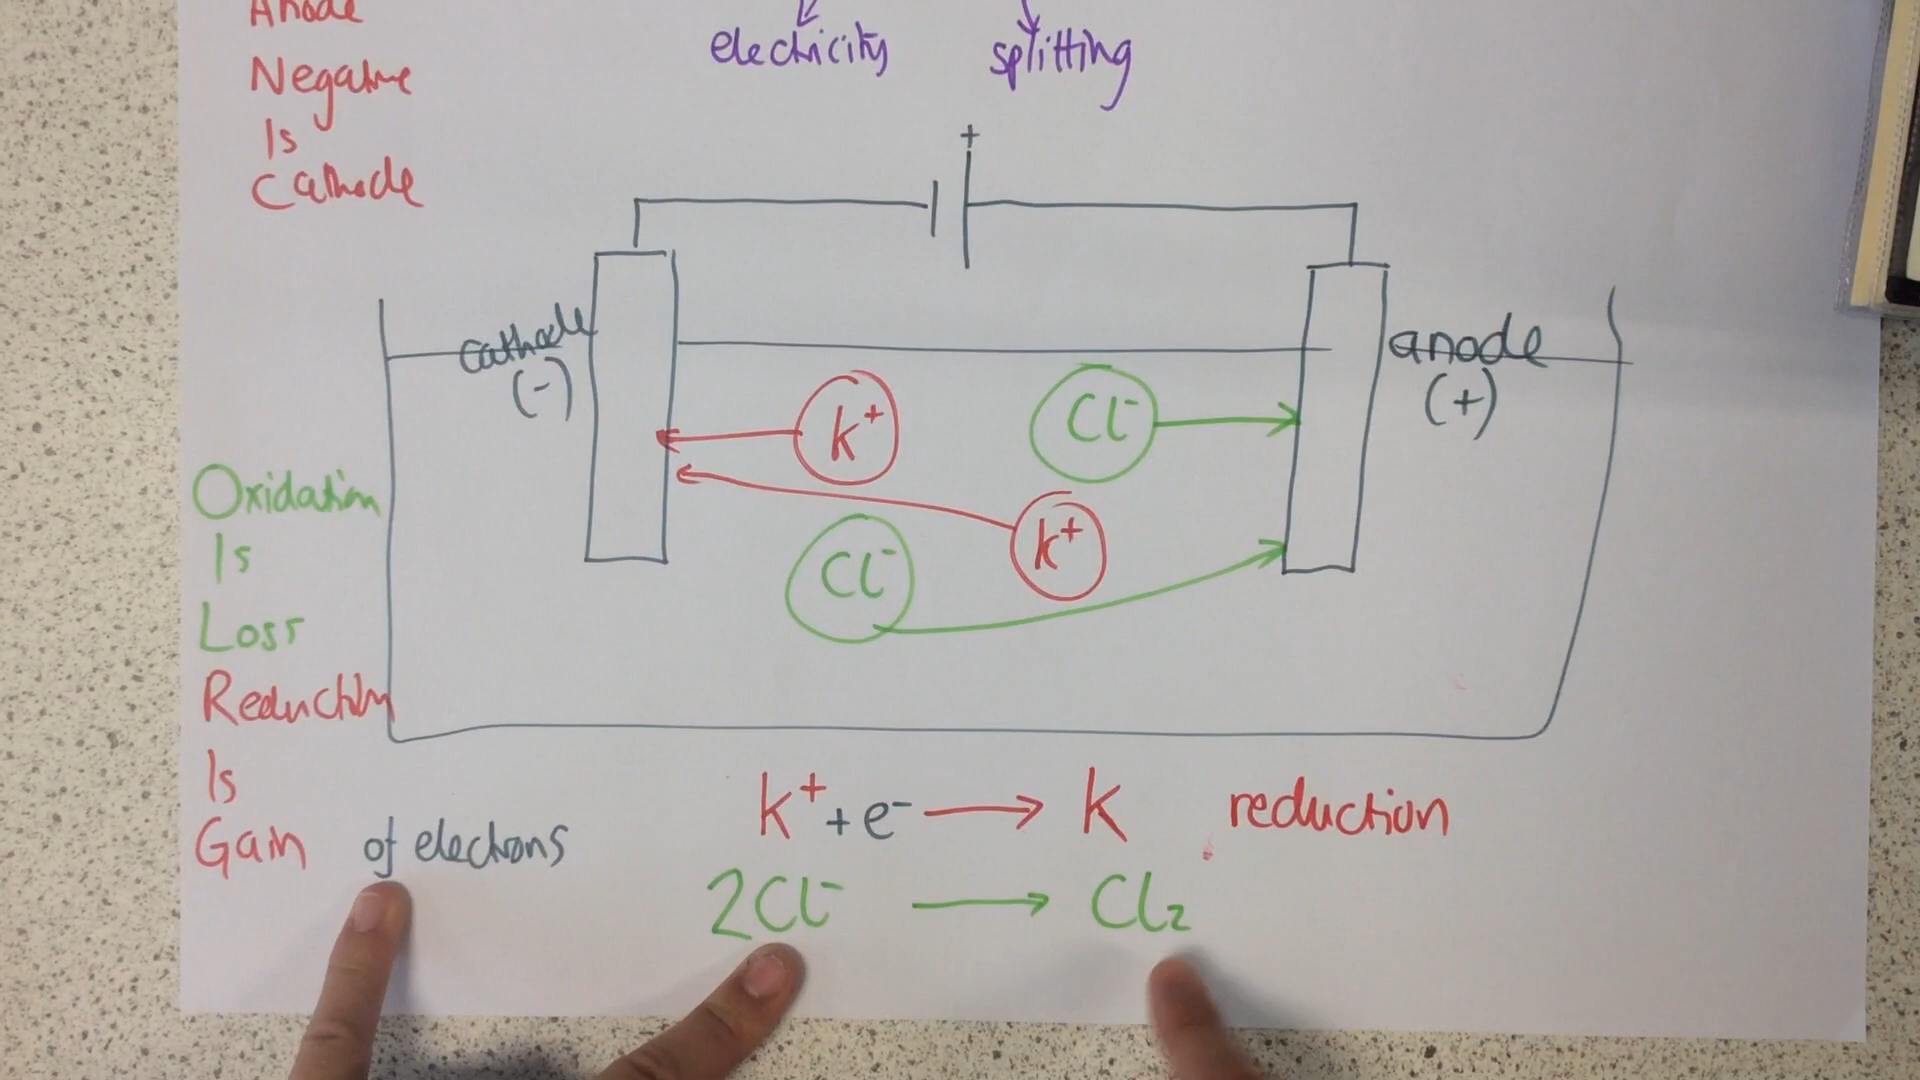 Anode
Negative
Is
Cathode
electricity
splitting
+
cathode
(-)
anode
(+)
K⁺
Cl⁻
K⁺
Cl⁻
Oxidation
Is
Loss
Reduction
Is
Gain of electrons
K⁺ + e⁻ → K reduction
2Cl⁻ → Cl₂